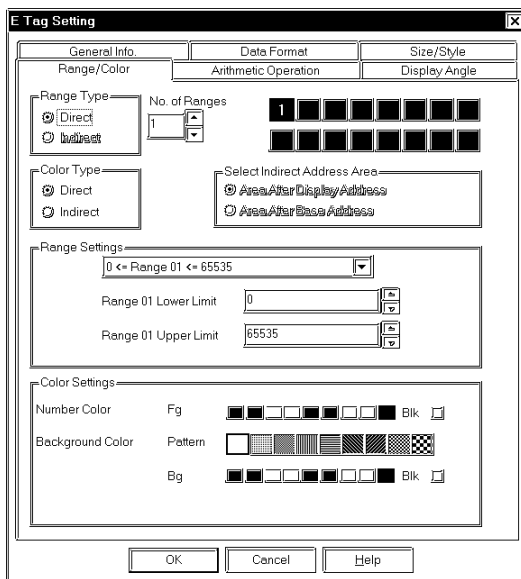 E Tag Setting
General Info. Data Format Size/Style
Range/Color Arithmetic Operation Display Angle
Range Type
Direct
Indirect
No. of Ranges
1
1
Color Type
Direct
Indirect
Select Indirect Address Area
Area After Display Address
Area After Base Address
Range Settings
0 <= Range 01 <= 65535
Range 01 Lower Limit 0
Range 01 Upper Limit 65535
Color Settings
Number Color Fg Blk
Background Color Pattern
Bg Blk
OK Cancel Help